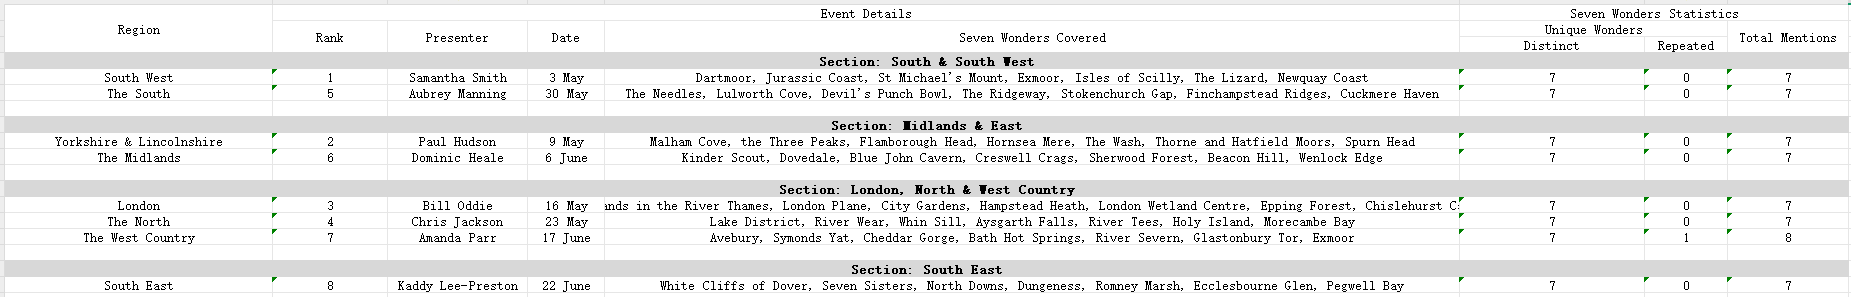 Event Details Seven Wonders Statistics
Region Unique Wonders
Rank Presenter Date Seven Wonders Covered Total Mentions
Distinct Repeated
Section: South & South West
South West 1 Samantha Smith 3 May Dartmoor, Jurassic Coast, St Michael's Mount, Exmoor, Isles of Scilly, The Lizard, Newquay Coast 7 0 7
The South 5 Aubrey Manning 30 May The Needles, Lulworth Cove, Devil's Punch Bowl, The Ridgeway, Stokenchurch Gap, Finchampstead Ridges, Cuckmere Haven 7 0 7
Section: Midlands & East
Yorkshire & Lincolnshire 2 Paul Hudson 9 May Malham Cove, the Three Peaks, Flamborough Head, Hornsea Mere, The Wash, Thorne and Hatfield Moors, Spurn Head 7 0 7
The Midlands 6 Dominic Heale 6 June Kinder Scout, Dovedale, Blue John Cavern, Creswell Crags, Sherwood Forest, Beacon Hill, Wenlock Edge 7 0 7
Section: London, North & West Country
London 3 Bill Oddie 16 May ands in the River Thames, London Plane, City Gardens, Hampstead Heath, London Wetland Centre, Epping Forest, Chislehurst 7 0 7
The North 4 Chris Jackson 23 May Lake District, River Wear, Whin Sill, Aysgarth Falls, River Tees, Holy Island, Morecambe Bay 7 0 7
The West Country 7 Amanda Parr 17 June Avebury, Symonds Yat, Cheddar Gorge, Bath Hot Springs, River Severn, Glastonbury Tor, Exmoor 7 1 8
Section: South East
South East 8 Kaddy Lee-Preston 22 June White Cliffs of Dover, Seven Sisters, North Downs, Dungeness, Romney Marsh, Ecclesbourne Glen, Pegwell Bay 7 0 7